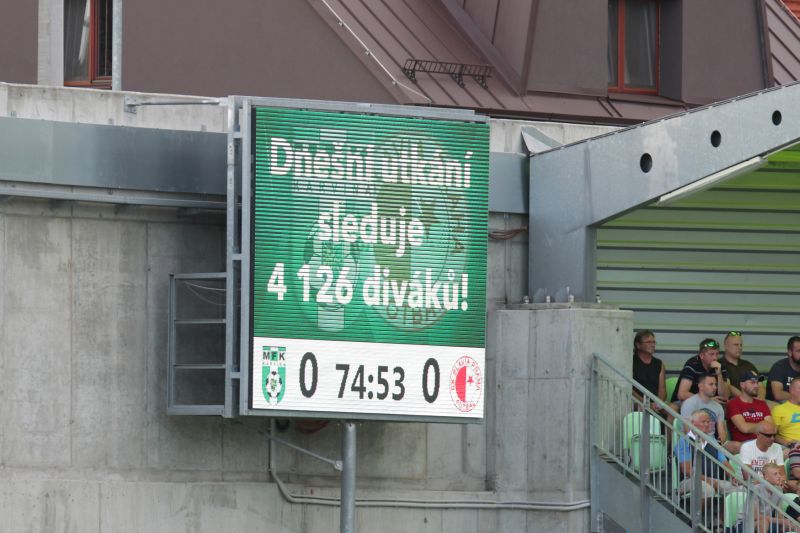 Dnešní utkání
sleduje
4 126 diváků!
MFK
0 74:53 0